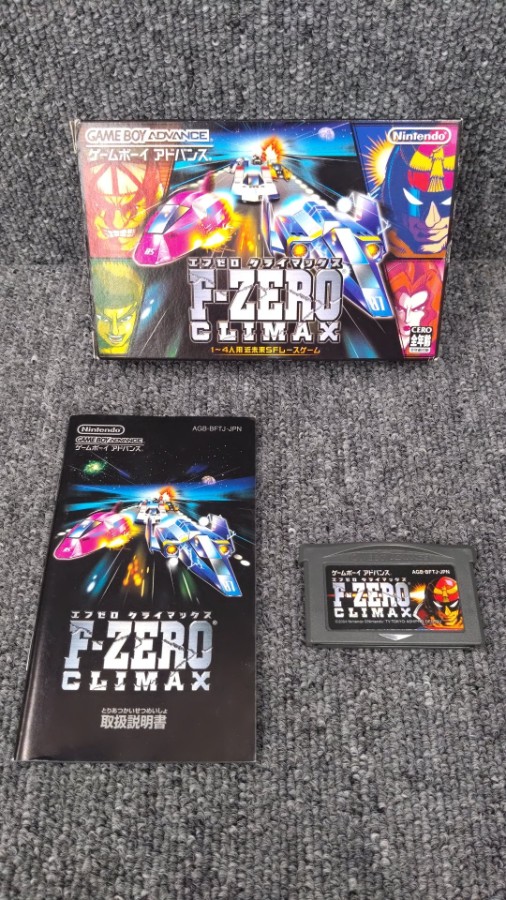 GAME BOY ADVANCE
ゲームボーイ アドバンス
Nintendo
05
07
エフゼロ クライマックス
F-ZERO
CLIMAX
1〜4人用 近未来SFレースゲーム
CERO
全年齢
Nintendo
GAME BOY ADVANCE
ゲームボーイ アドバンス
AGB-BFTJ-JPN
07
エフゼロ クライマックス
F-ZERO®
CLIMAX
とりあつかいせつめいしょ
取扱説明書
ゲームボーイ アドバンス
AGB-BFTJ-JPN
エフゼロ クライマックス
F-ZERO
CLIMAX